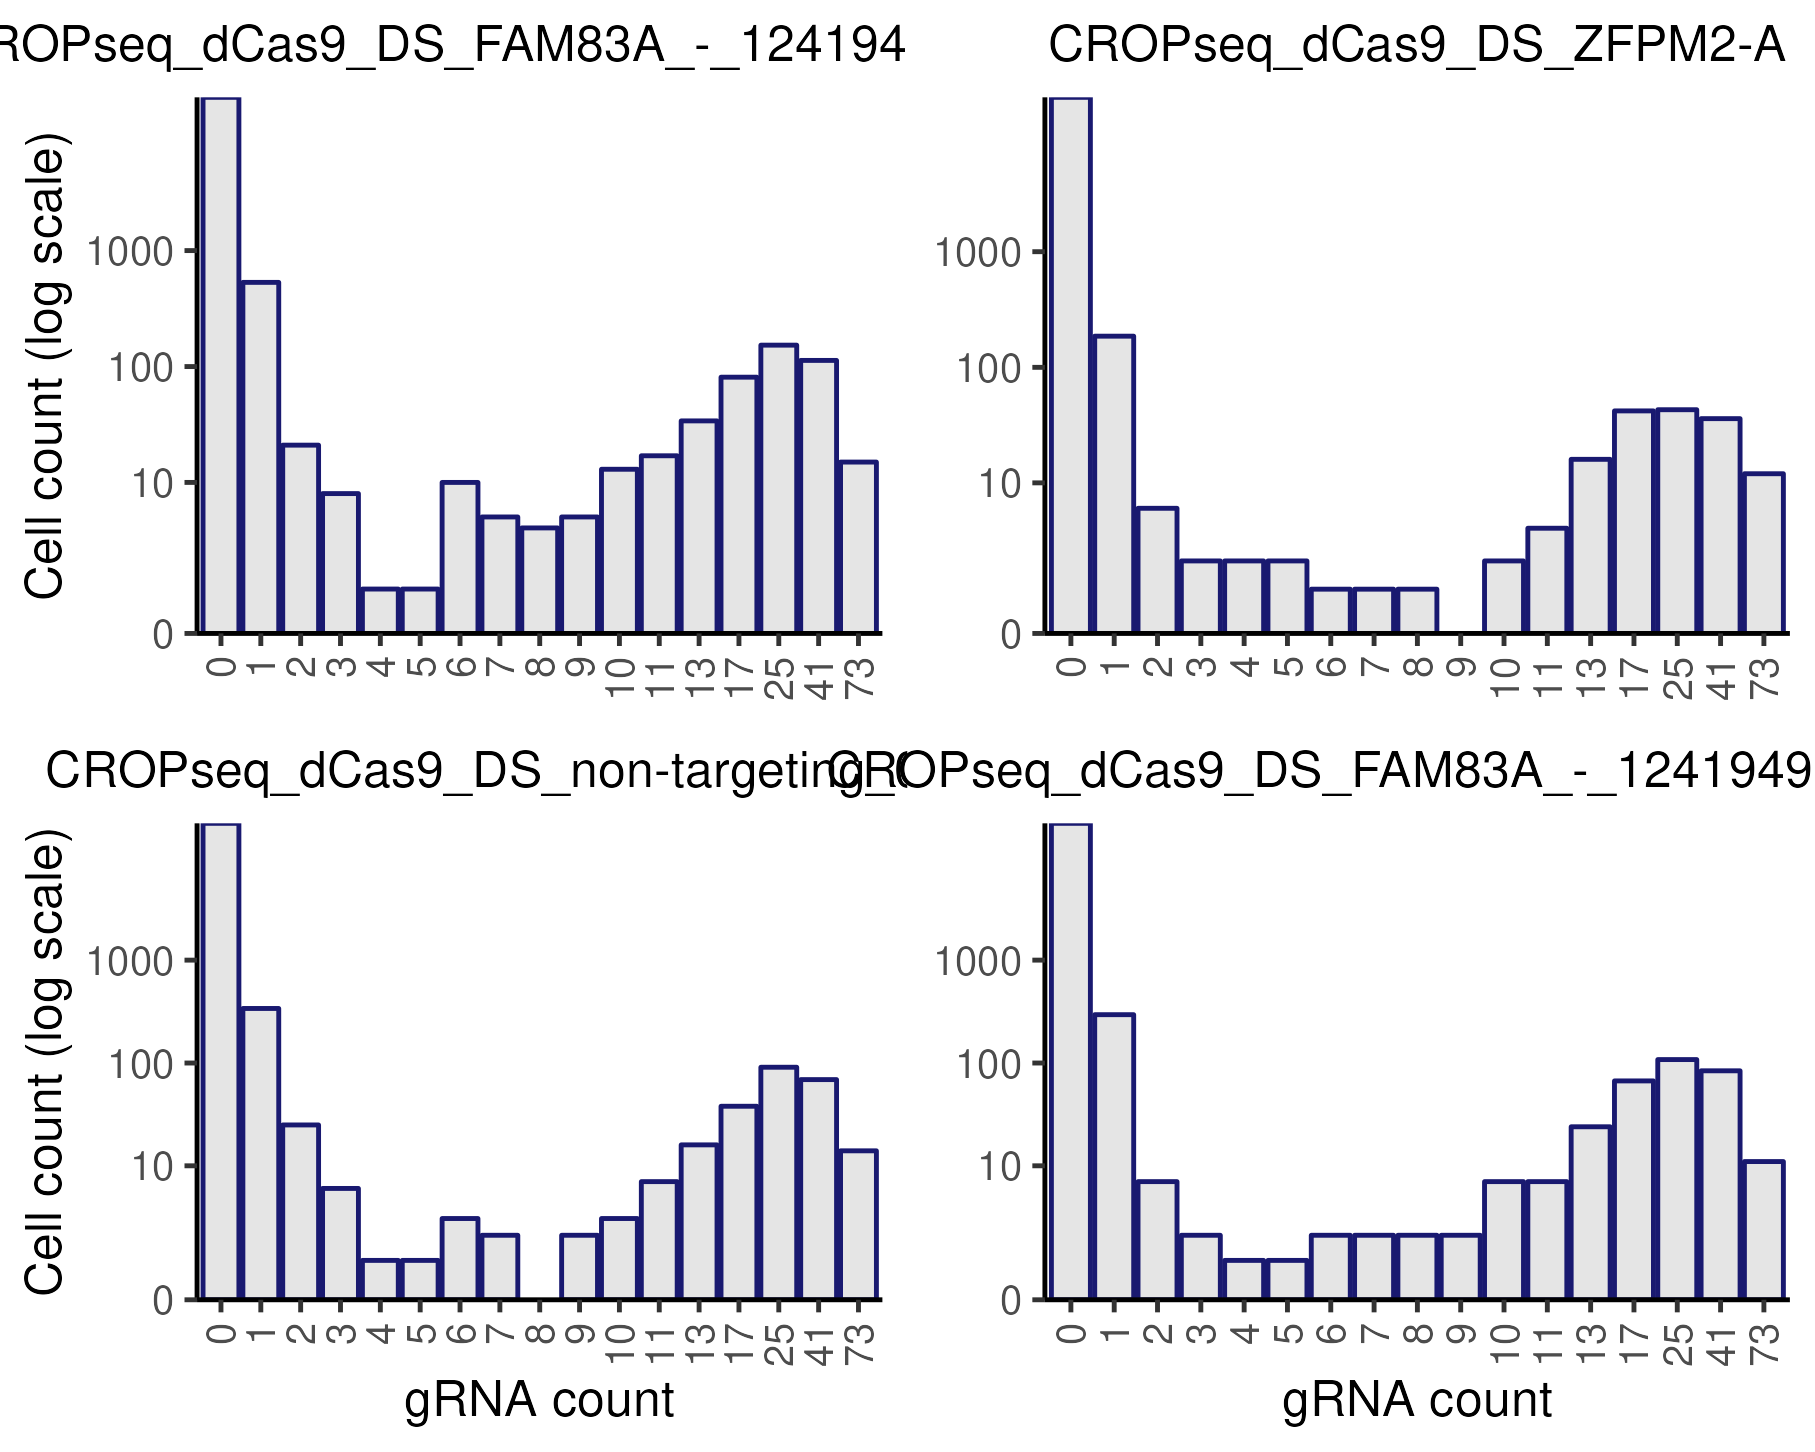 ROPseq_dCas9_DS_FAM83A_-_124194
CROPseq_dCas9_DS_ZFPM2-A
Cell count (log scale)
1000
100
10
0
0 1 2 3 4 5 6 7 8 9 10 11 13 17 25 41 73
1000
100
10
0
0 1 2 3 4 5 6 7 8 9 10 11 13 17 25 41 73
CROPseq_dCas9_DS_non-targeting_
CROPseq_dCas9_DS_FAM83A_-_1241949
Cell count (log scale)
1000
100
10
0
0 1 2 3 4 5 6 7 8 9 10 11 13 17 25 41 73
gRNA count
1000
100
10
0
0 1 2 3 4 5 6 7 8 9 10 11 13 17 25 41 73
gRNA count